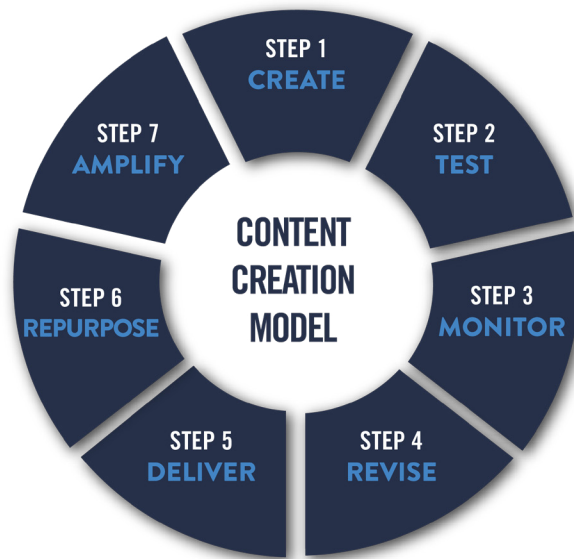 STEP 1
CREATE
STEP 2
TEST
STEP 3
MONITOR
STEP 4
REVISE
STEP 5
DELIVER
STEP 6
REPURPOSE
STEP 7
AMPLIFY
CONTENT
CREATION
MODEL